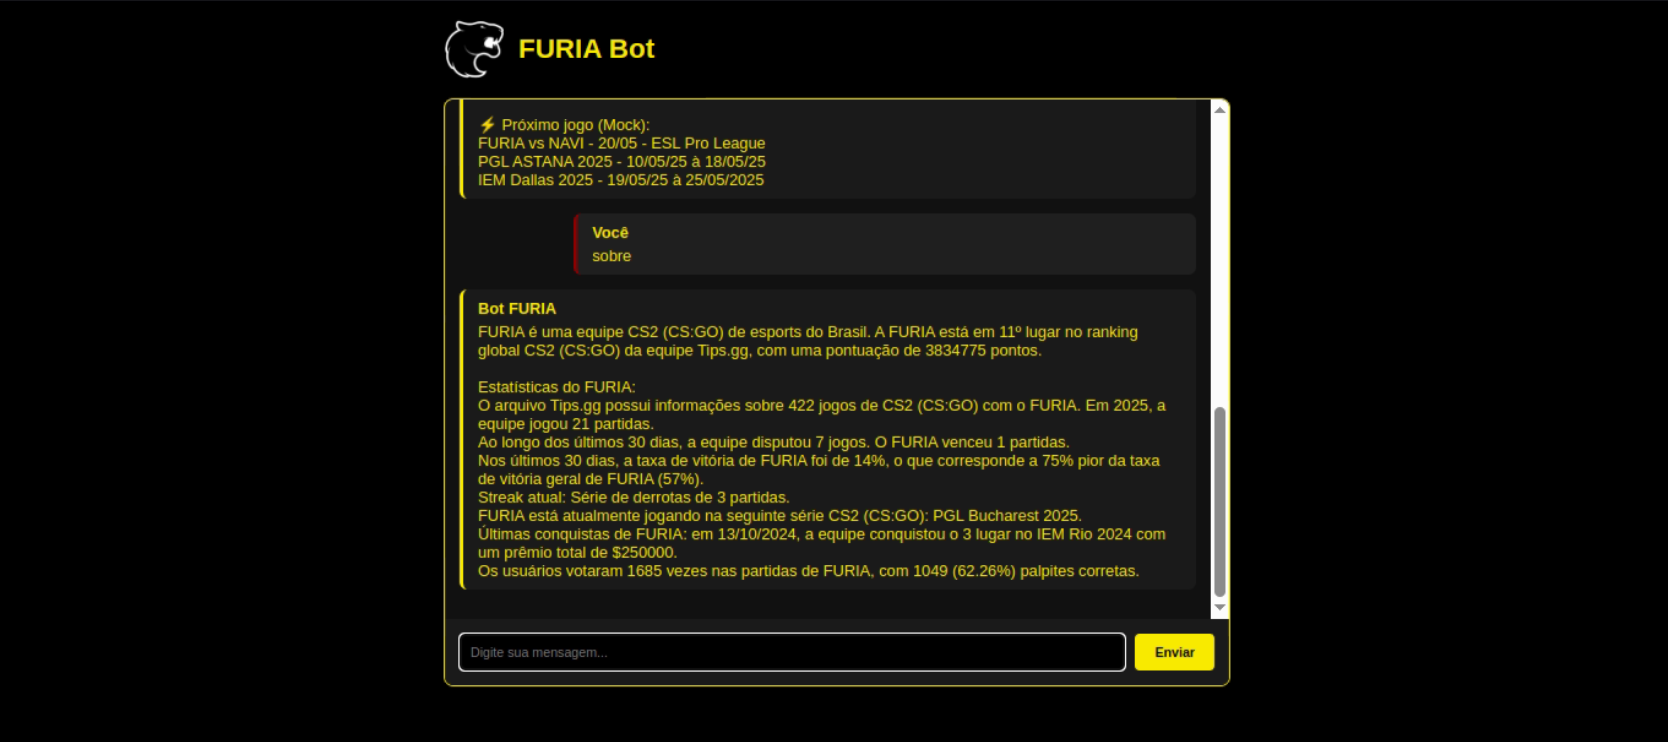 FURIA Bot
⚡ Próximo jogo (Mock):
FURIA vs NAVI - 20/05 - ESL Pro League
PGL ASTANA 2025 - 10/05/25 à 18/05/25
IEM Dallas 2025 - 19/05/25 à 25/05/2025
Você
sobre
Bot FURIA
FURIA é uma equipe CS2 (CS:GO) de esports do Brasil. A FURIA está em 11º lugar no ranking
global CS2 (CS:GO) da equipe Tips.gg, com uma pontuação de 3834775 pontos.
Estatísticas do FURIA:
O arquivo Tips.gg possui informações sobre 422 jogos de CS2 (CS:GO) com o FURIA. Em 2025, a
equipe jogou 21 partidas.
Ao longo dos últimos 30 dias, a equipe disputou 7 jogos. O FURIA venceu 1 partidas.
Nos últimos 30 dias, a taxa de vitória de FURIA foi de 14%, o que corresponde a 75% pior da taxa
de vitória geral de FURIA (57%).
Streak atual: Série de derrotas de 3 partidas.
FURIA está atualmente jogando na seguinte série CS2 (CS:GO): PGL Bucharest 2025.
Últimas conquistas de FURIA: em 13/10/2024, a equipe conquistou o 3 lugar no IEM Rio 2024 com
um prêmio total de $250000.
Os usuários votaram 1685 vezes nas partidas de FURIA, com 1049 (62.26%) palpites corretas.
Digite sua mensagem...
Enviar